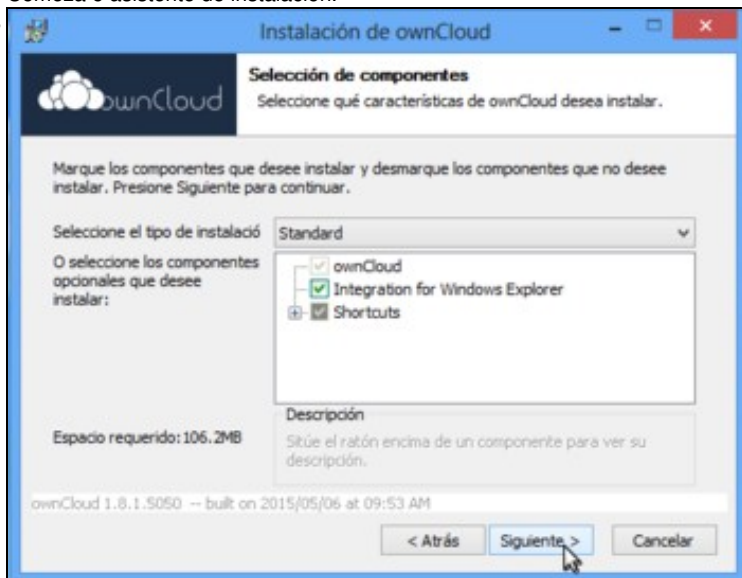 Comeza o asistente de instalación.
Instalación de ownCloud
ownCloud
Selección de componentes
Seleccione qué características de ownCloud desea instalar.
Marque los componentes que desee instalar y desmarque los componentes que no desee
instalar. Presione Siguiente para continuar.
Seleccione el tipo de instalació
Standard
O seleccione los componentes
opcionales que desee
instalar:
ownCloud
Integration for Windows Explorer
Shortcuts
Espacio requerido: 106.2MB
Descripción
Sitúe el ratón encima de un componente para ver su
descripción.
ownCloud 1.8.1.5050 -- built on 2015/05/06 at 09:53 AM
< Atrás
Siguiente >
Cancelar